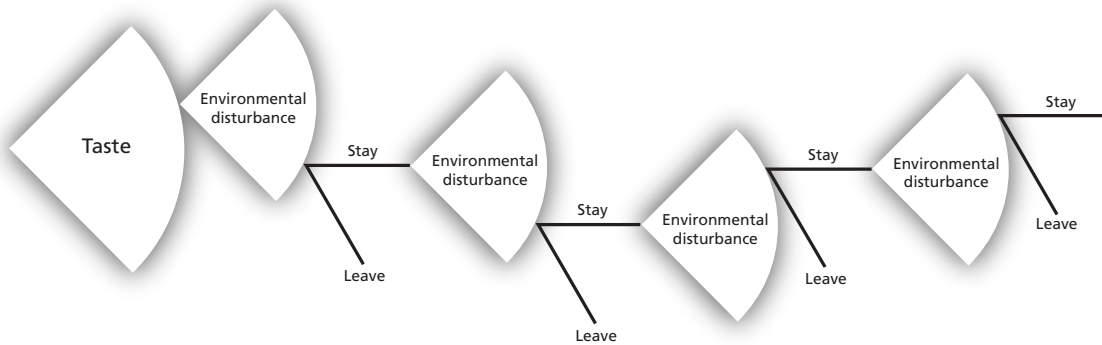 Taste
Environmental
disturbance
Stay
Leave
Environmental
disturbance
Stay
Leave
Environmental
disturbance
Stay
Leave
Environmental
disturbance
Stay
Leave